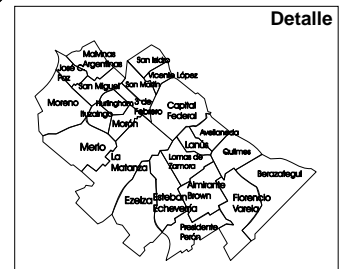 Detalle
Malvinas
Argentinas
San Isidro
José C.
Paz
Vicente López
San Miguel
San Martín
Hurlingham
3 de
Febrero
Moreno
Capital
Federal
Ituzaingo
Morón
Avellaneda
Lanús
Merlo
La
Matanza
Lomas de
Zamora
Quilmes
Berazategui
Almirante
Brown
Ezeiza
Esteban
Echeverría
Florencio
Varela
Presidente
Perón